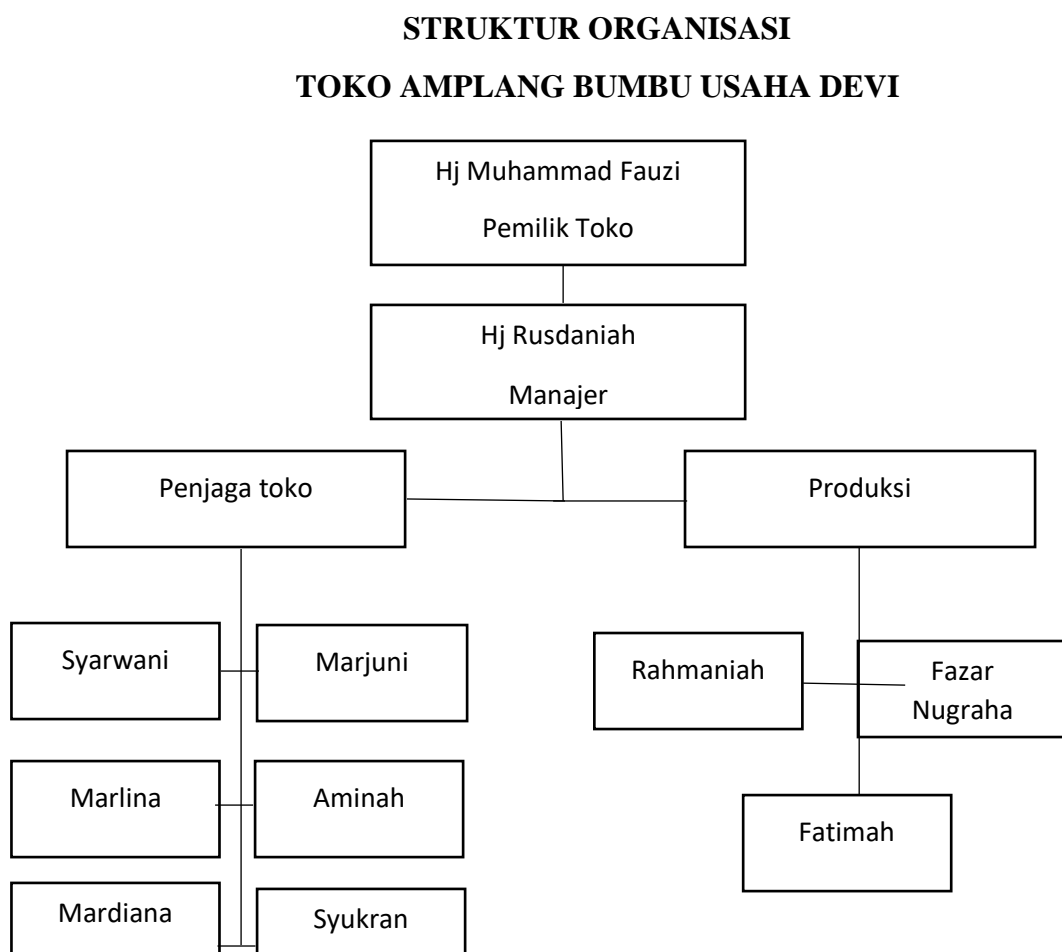 STRUKTUR ORGANISASI
TOKO AMPLANG BUMBU USAHA DEVI
Hj Muhammad Fauzi
Pemilik Toko
Hj Rusdaniah
Manajer
Penjaga toko
Produksi
Syarwani
Marjuni
Rahmaniah
Fazar
Nugraha
Marlina
Aminah
Fatimah
Mardiana
Syukran